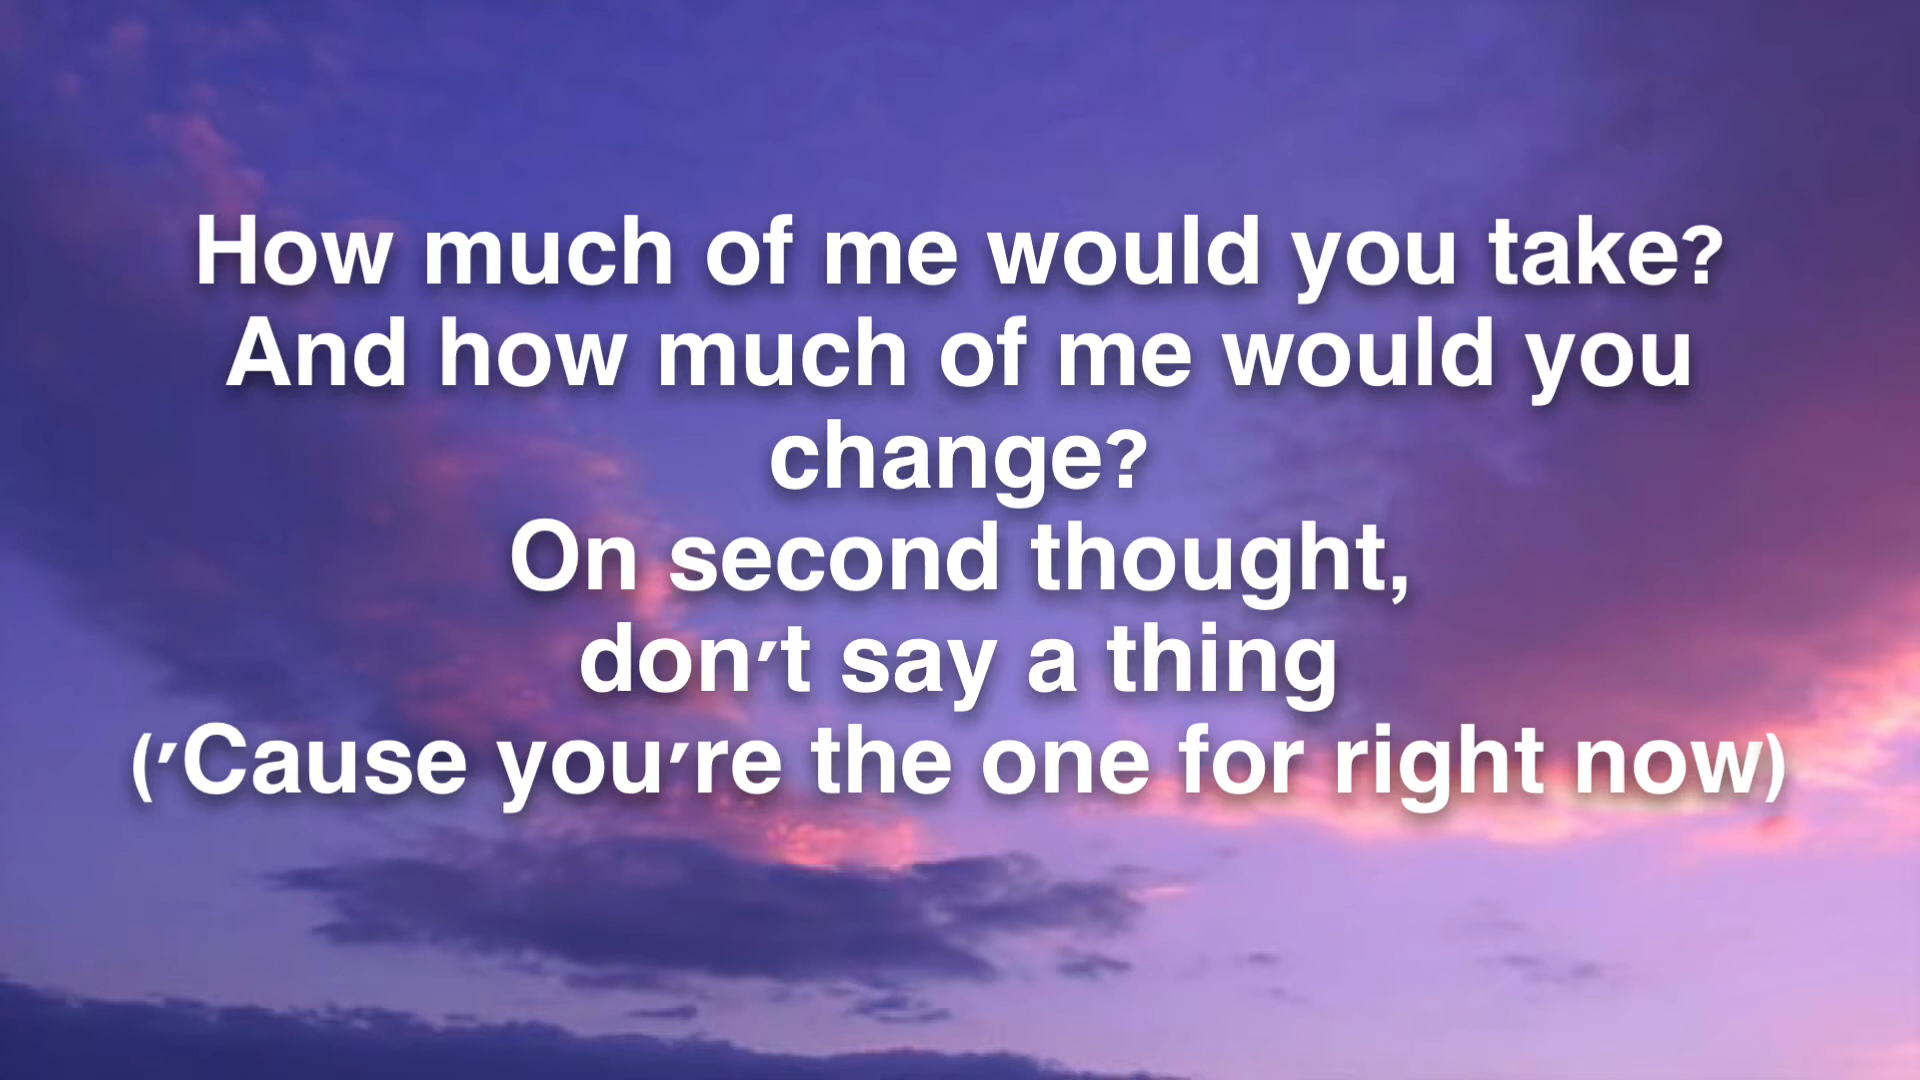 How much of me would you take?
And how much of me would you
change?
On second thought,
don't say a thing
('Cause you're the one for right now)